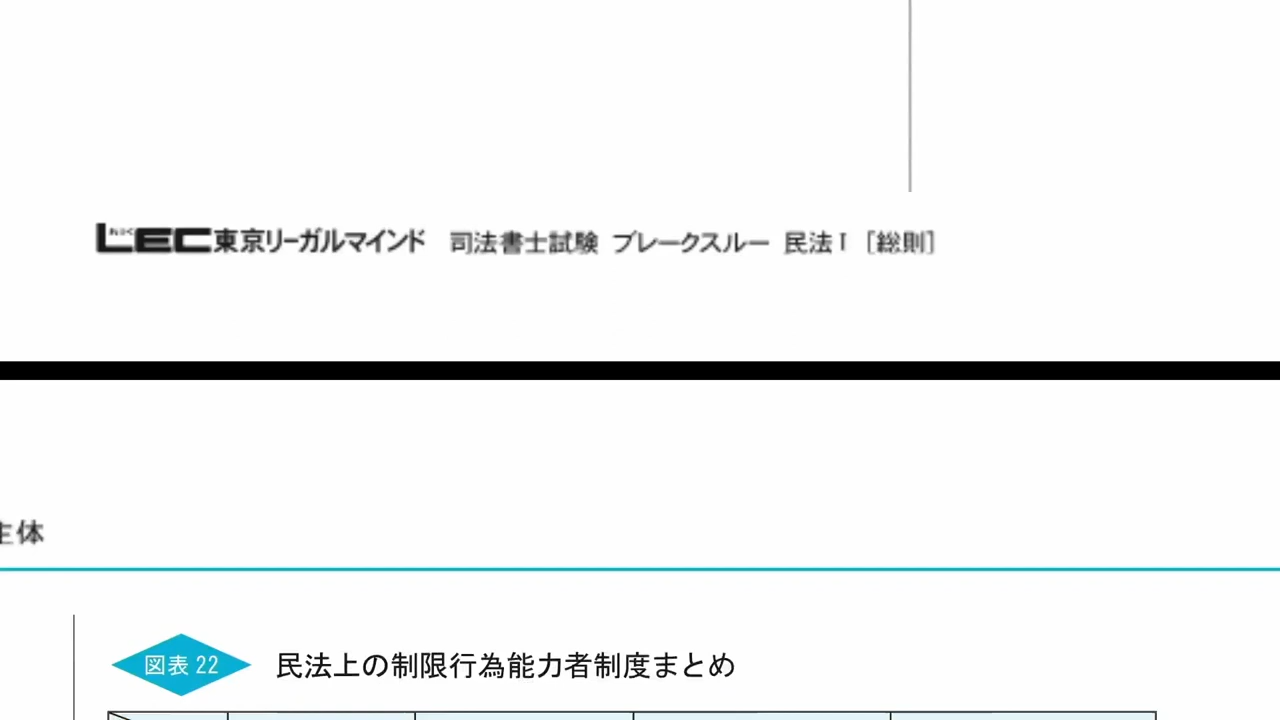 LEC東京リーガルマインド 司法書士試験 ブレークスルー 民法Ⅰ［総則］
主体
図表 22 民法上の制限行為能力者制度まとめ